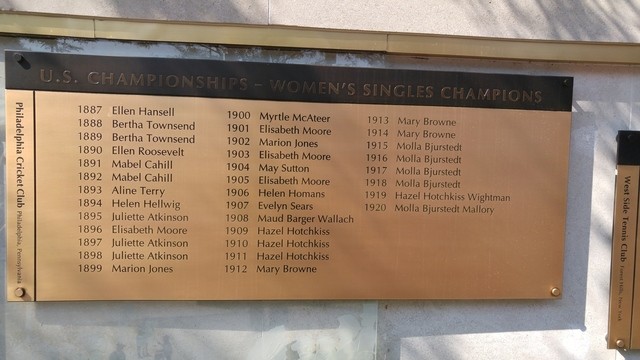 U.S. CHAMPIONSHIPS - WOMEN'S SINGLES CHAMPIONS
Philadelphia Cricket Club Philadelphia, Pennsylvania
1887 Ellen Hansell
1888 Bertha Townsend
1889 Bertha Townsend
1890 Ellen Roosevelt
1891 Mabel Cahill
1892 Mabel Cahill
1893 Aline Terry
1894 Helen Hellwig
1895 Juliette Atkinson
1896 Elisabeth Moore
1897 Juliette Atkinson
1898 Juliette Atkinson
1899 Marion Jones
1900 Myrtle McAteer
1901 Elisabeth Moore
1902 Marion Jones
1903 Elisabeth Moore
1904 May Sutton
1905 Elisabeth Moore
1906 Helen Homans
1907 Evelyn Sears
1908 Maud Barger Wallach
1909 Hazel Hotchkiss
1910 Hazel Hotchkiss
1911 Hazel Hotchkiss
1912 Mary Browne
1913 Mary Browne
1914 Mary Browne
1915 Molla Bjurstedt
1916 Molla Bjurstedt
1917 Molla Bjurstedt
1918 Molla Bjurstedt
1919 Hazel Hotchkiss Wightman
1920 Molla Bjurstedt Mallory
West Side Tennis Club Forest Hills, New York